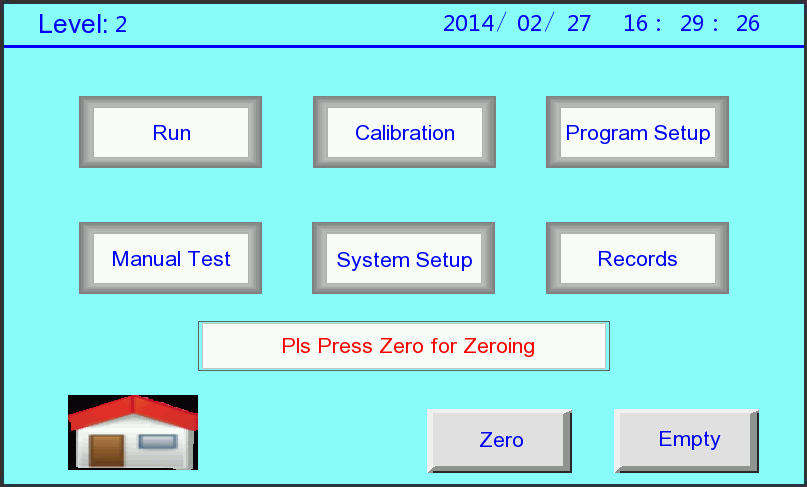 Level: 2 2014/ 02/ 27 16 : 29 : 26
Run Calibration Program Setup
Manual Test System Setup Records
Pls Press Zero for Zeroing
Zero Empty